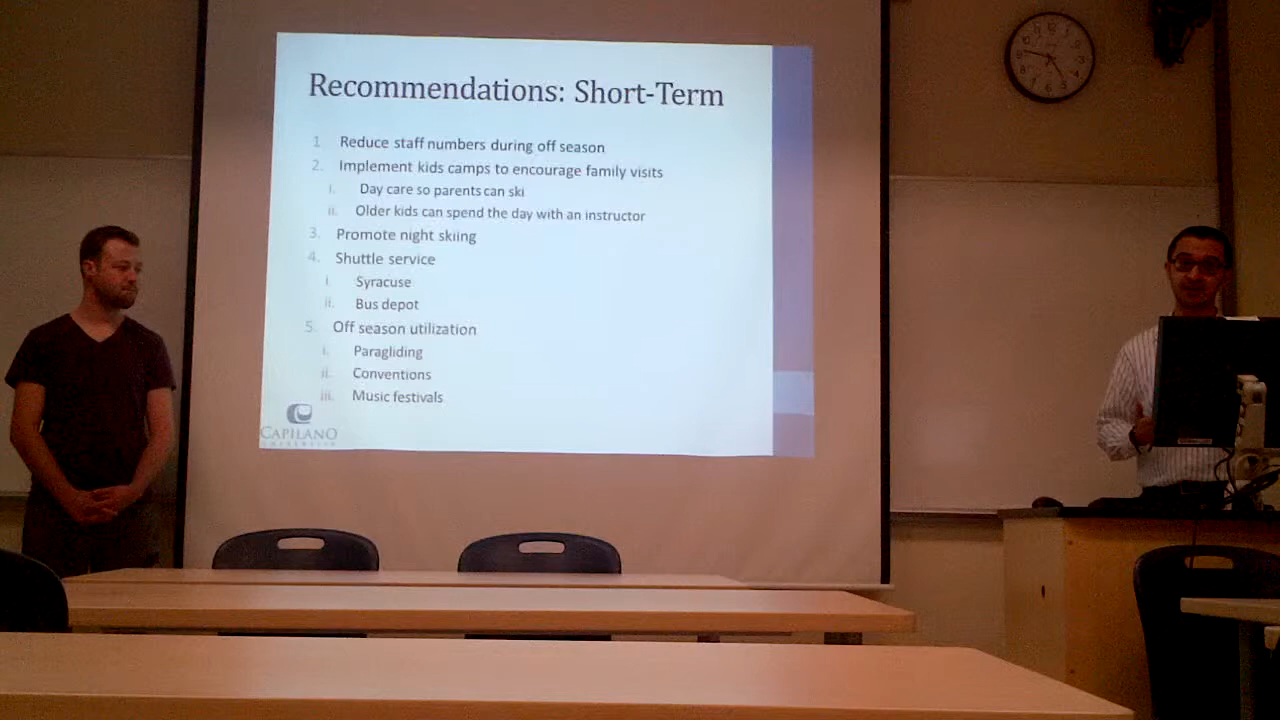 Recommendations: Short-Term
1. Reduce staff numbers during off season
2. Implement kids camps to encourage family visits
i. Day care so parents can ski
ii. Older kids can spend the day with an instructor
3. Promote night skiing
4. Shuttle service
i. Syracuse
ii. Bus depot
5. Off season utilization
i. Paragliding
ii. Conventions
iii. Music festivals
CAPILANO
UNIVERSITY